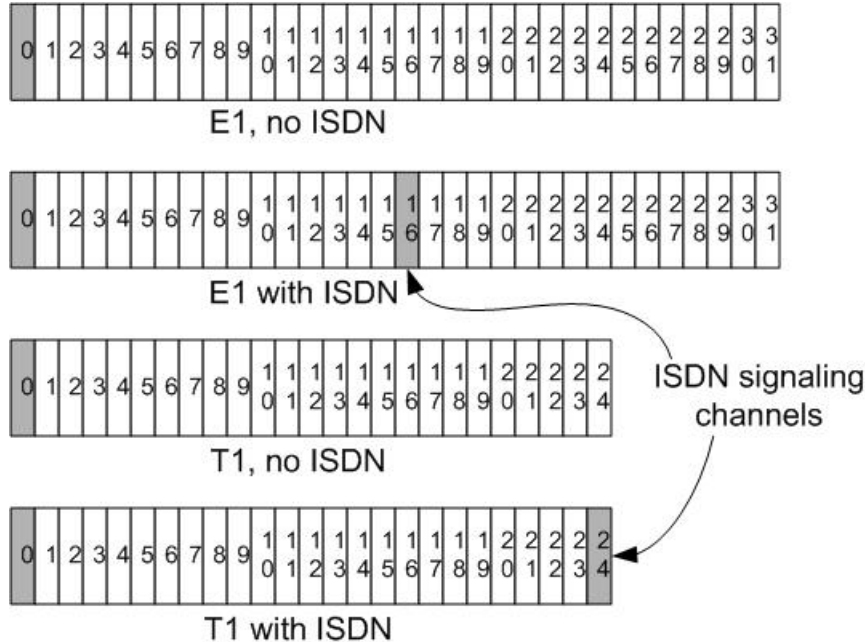 0 1 2 3 4 5 6 7 8 9 10 11 12 13 14 15 16 17 18 19 20 21 22 23 24 25 26 27 28 29 30 31
E1, no ISDN
0 1 2 3 4 5 6 7 8 9 10 11 12 13 14 15 16 17 18 19 20 21 22 23 24 25 26 27 28 29 30 31
E1 with ISDN
0 1 2 3 4 5 6 7 8 9 10 11 12 13 14 15 16 17 18 19 20 21 22 23 24
ISDN signaling
channels
T1, no ISDN
0 1 2 3 4 5 6 7 8 9 10 11 12 13 14 15 16 17 18 19 20 21 22 23 24
T1 with ISDN